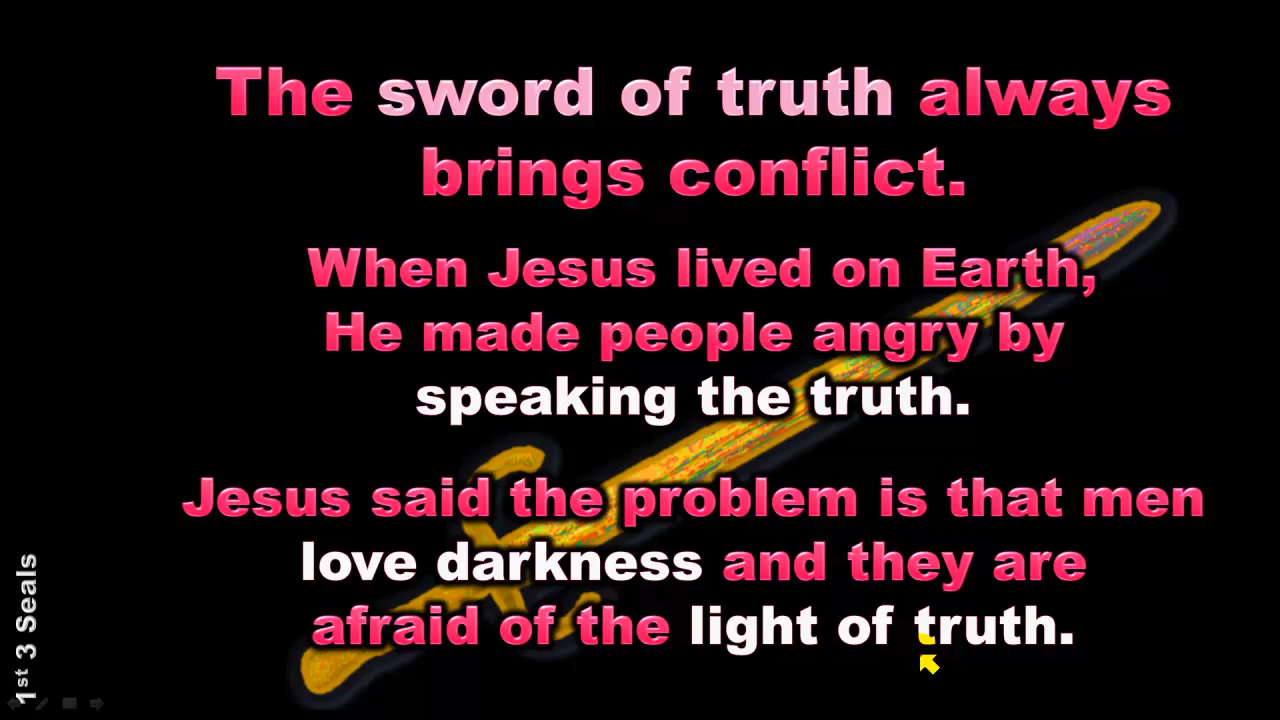 The sword of truth always
brings conflict.
When Jesus lived on Earth,
He made people angry by
speaking the truth.
Jesus said the problem is that men
love darkness and they are
afraid of the light of truth.
1st 3 Seals